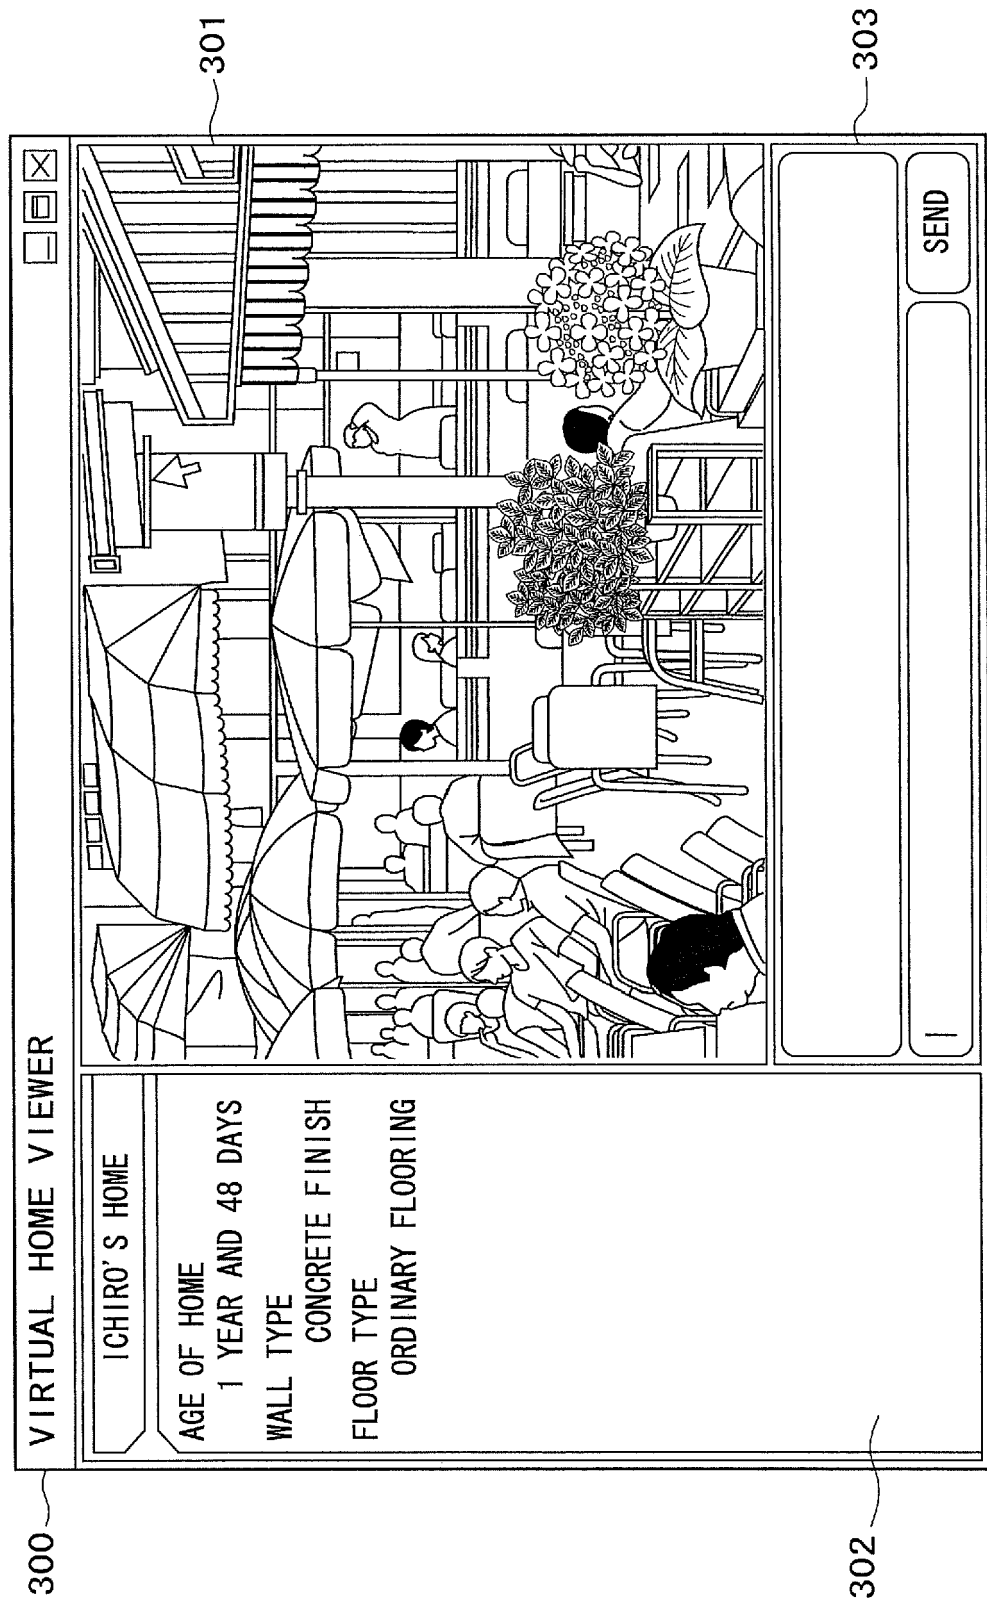 300
VIRTUAL HOME VIEWER
301
ICHIRO'S HOME
AGE OF HOME
1 YEAR AND 48 DAYS
WALL TYPE
CONCRETE FINISH
FLOOR TYPE
ORDINARY FLOORING
302
SEND
303